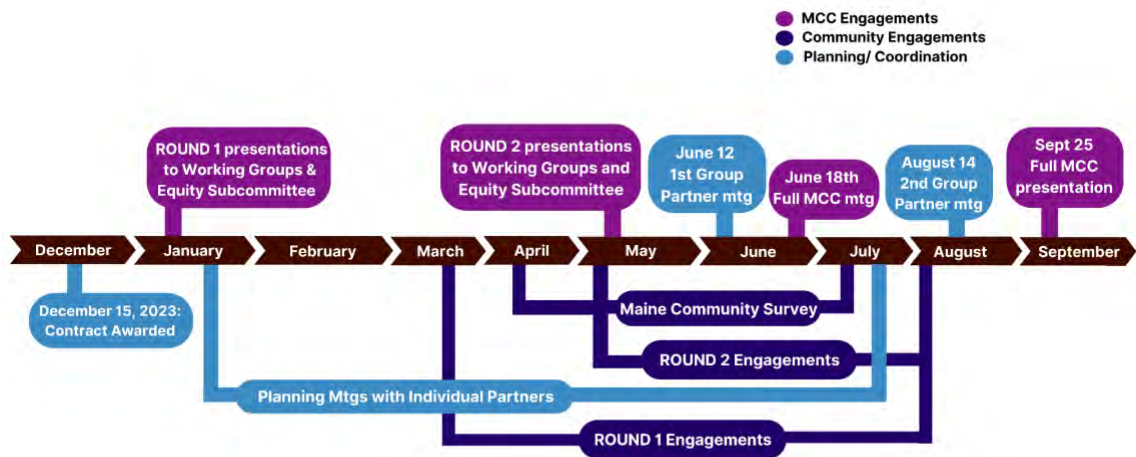 MCC Engagements
Community Engagements
Planning/ Coordination
ROUND 1 presentations
to Working Groups &
Equity Subcommittee
ROUND 2 presentations
to Working Groups and
Equity Subcommittee
June 12
1st Group
Partner mtg
June 18th
Full MCC mtg
August 14
2nd Group
Partner mtg
Sept 25
Full MCC
presentation
December
January
February
March
April
May
June
July
August
September
December 15, 2023:
Contract Awarded
Maine Community Survey
ROUND 2 Engagements
Planning Mtgs with Individual Partners
ROUND 1 Engagements